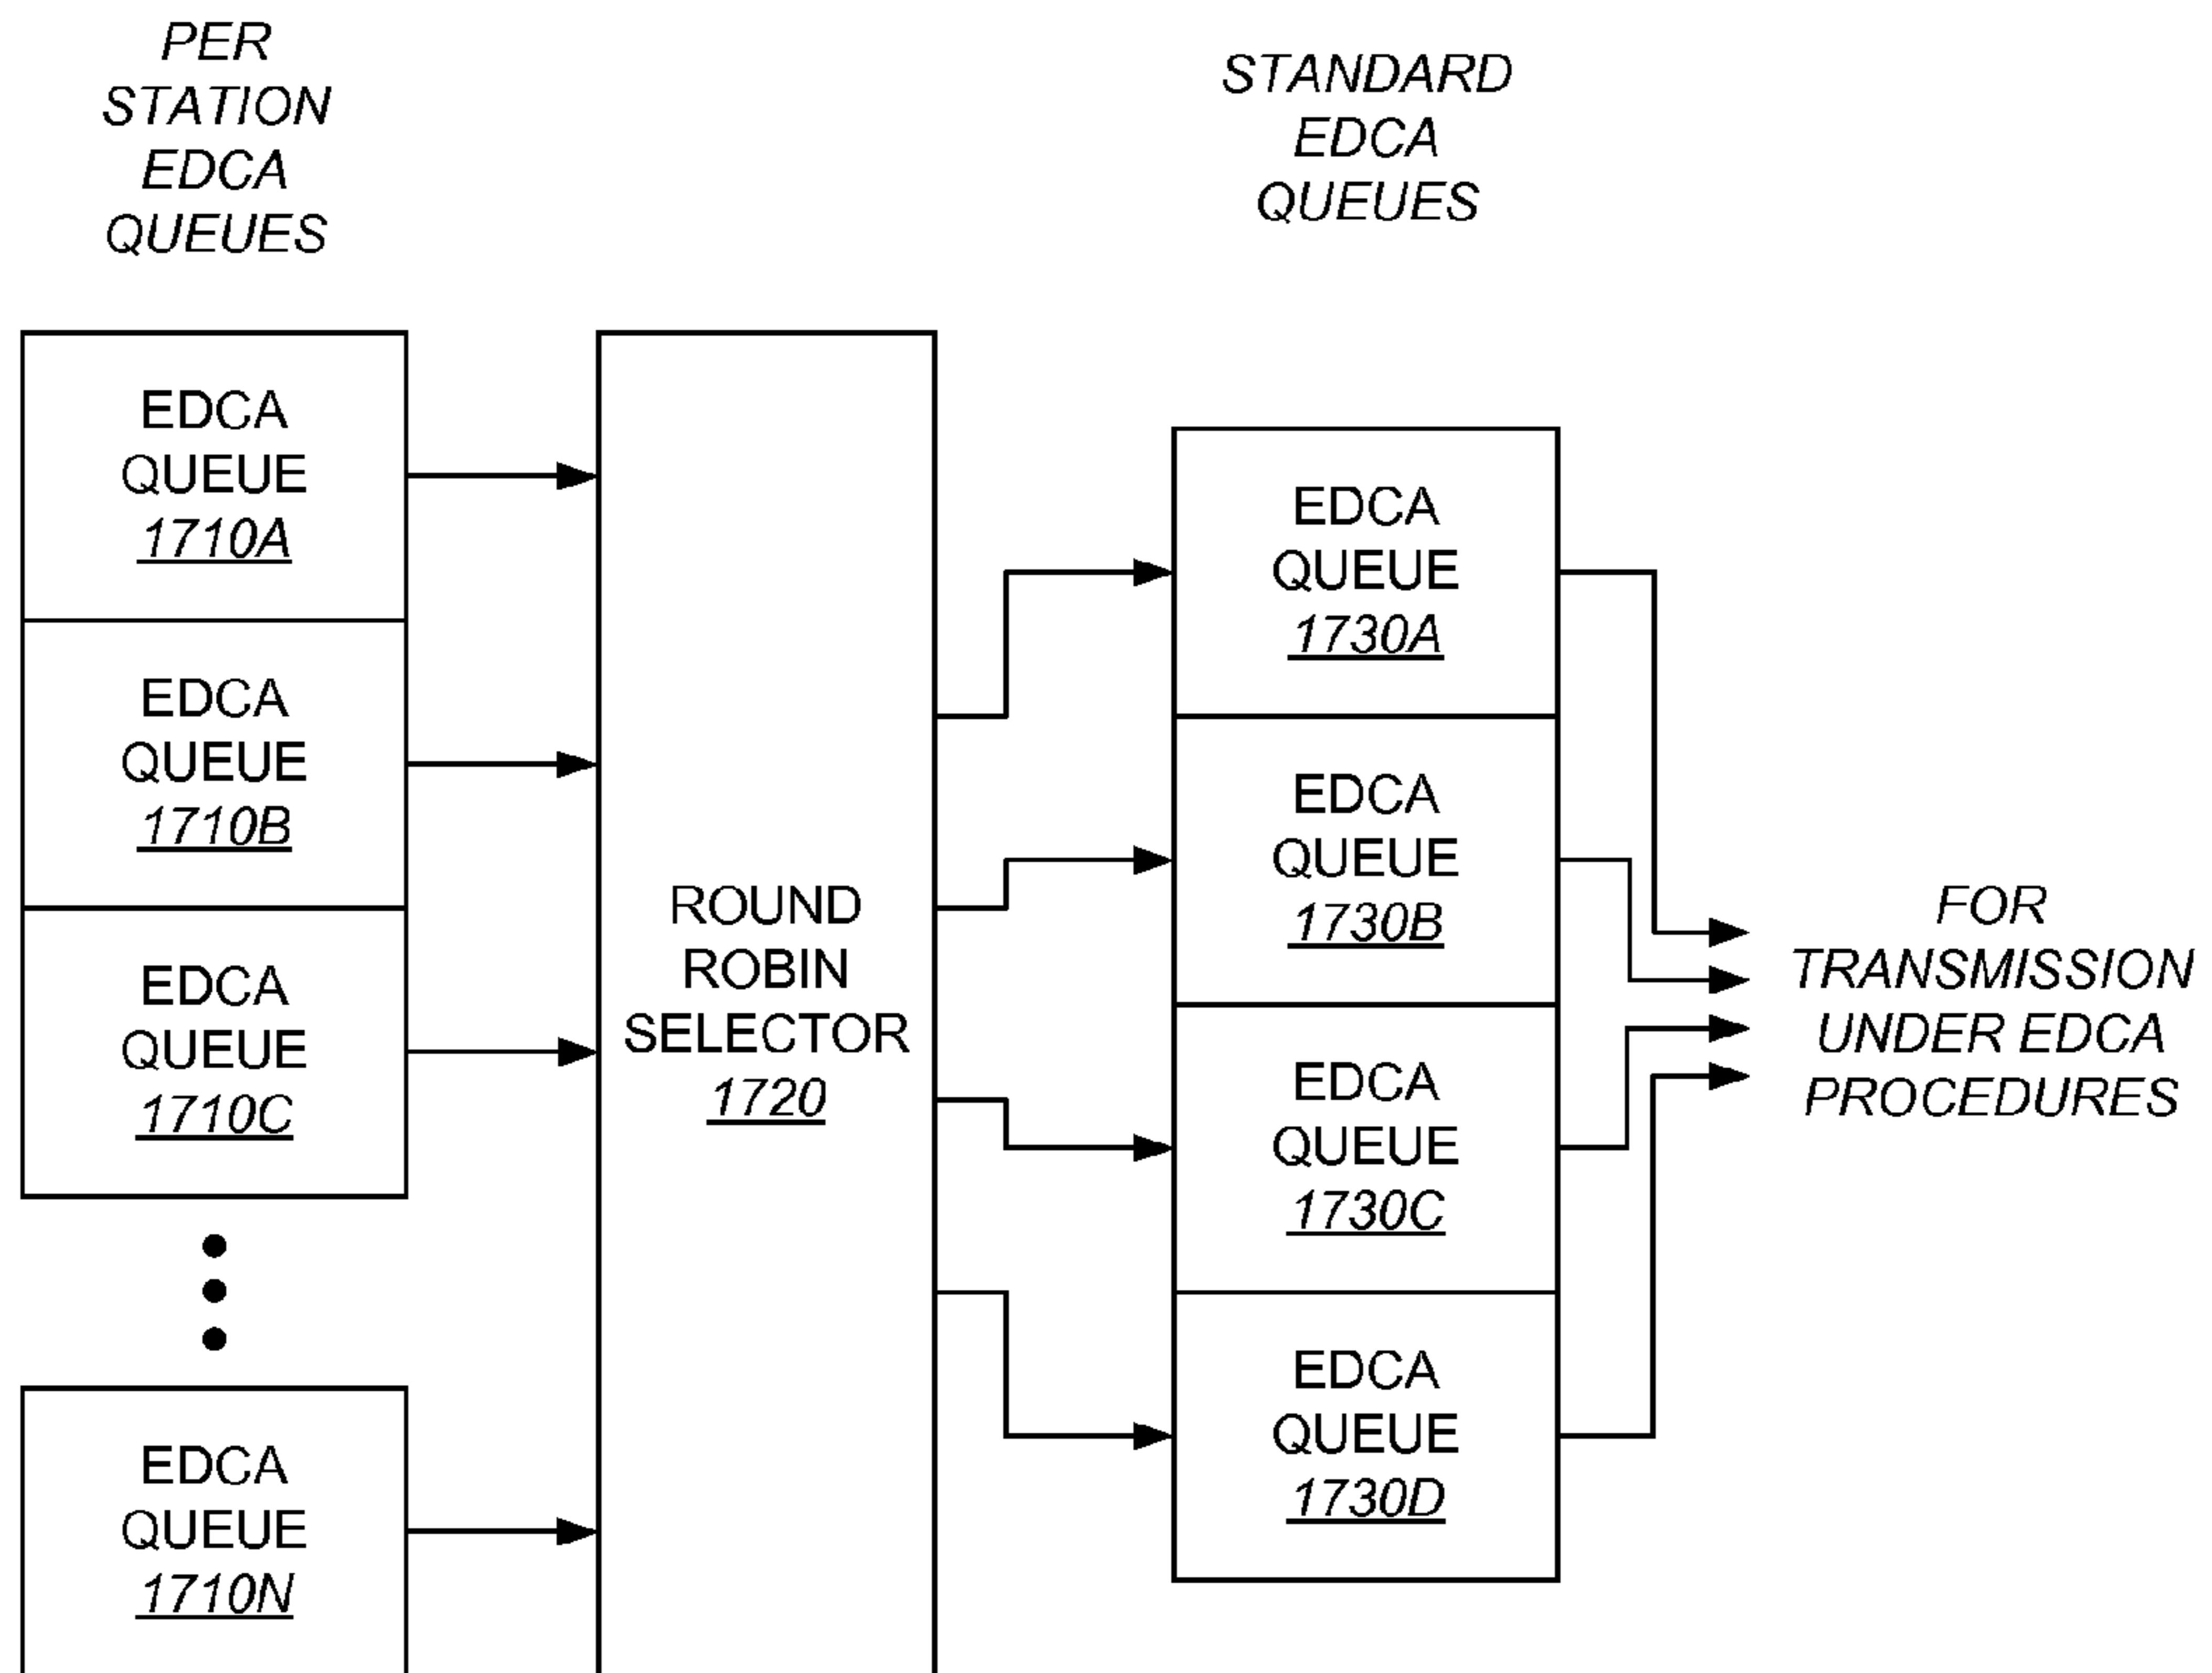 PER
STATION
EDCA
QUEUES
STANDARD
EDCA
QUEUES
EDCA
QUEUE
1710A
EDCA
QUEUE
1710B
EDCA
QUEUE
1710C
EDCA
QUEUE
1710N
ROUND
ROBIN
SELECTOR
1720
EDCA
QUEUE
1730A
EDCA
QUEUE
1730B
EDCA
QUEUE
1730C
EDCA
QUEUE
1730D
FOR
TRANSMISSION
UNDER EDCA
PROCEDURES